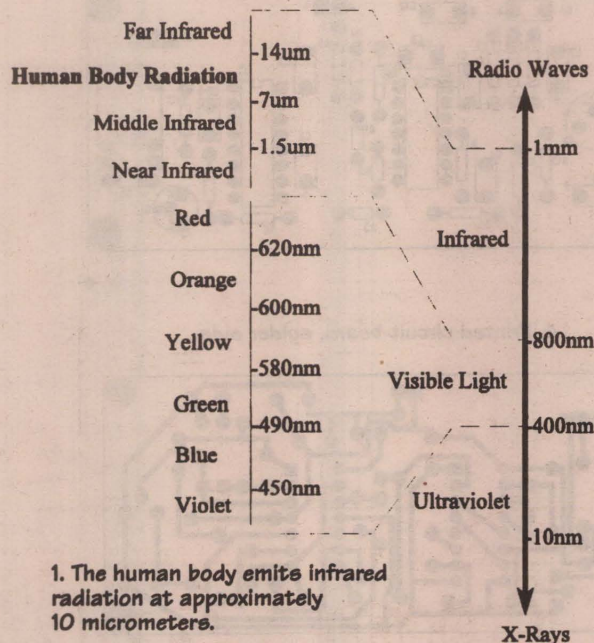 Far Infrared
-14um
Human Body Radiation
-7um
Middle Infrared
-1.5um
Near Infrared
Red
-620nm
Orange
-600nm
Yellow
-580nm
Green
-490nm
Blue
-450nm
Violet
Radio Waves
-1mm
Infrared
-800nm
Visible Light
-400nm
Ultraviolet
-10nm
X-Rays
1. The human body emits infrared
radiation at approximately
10 micrometers.